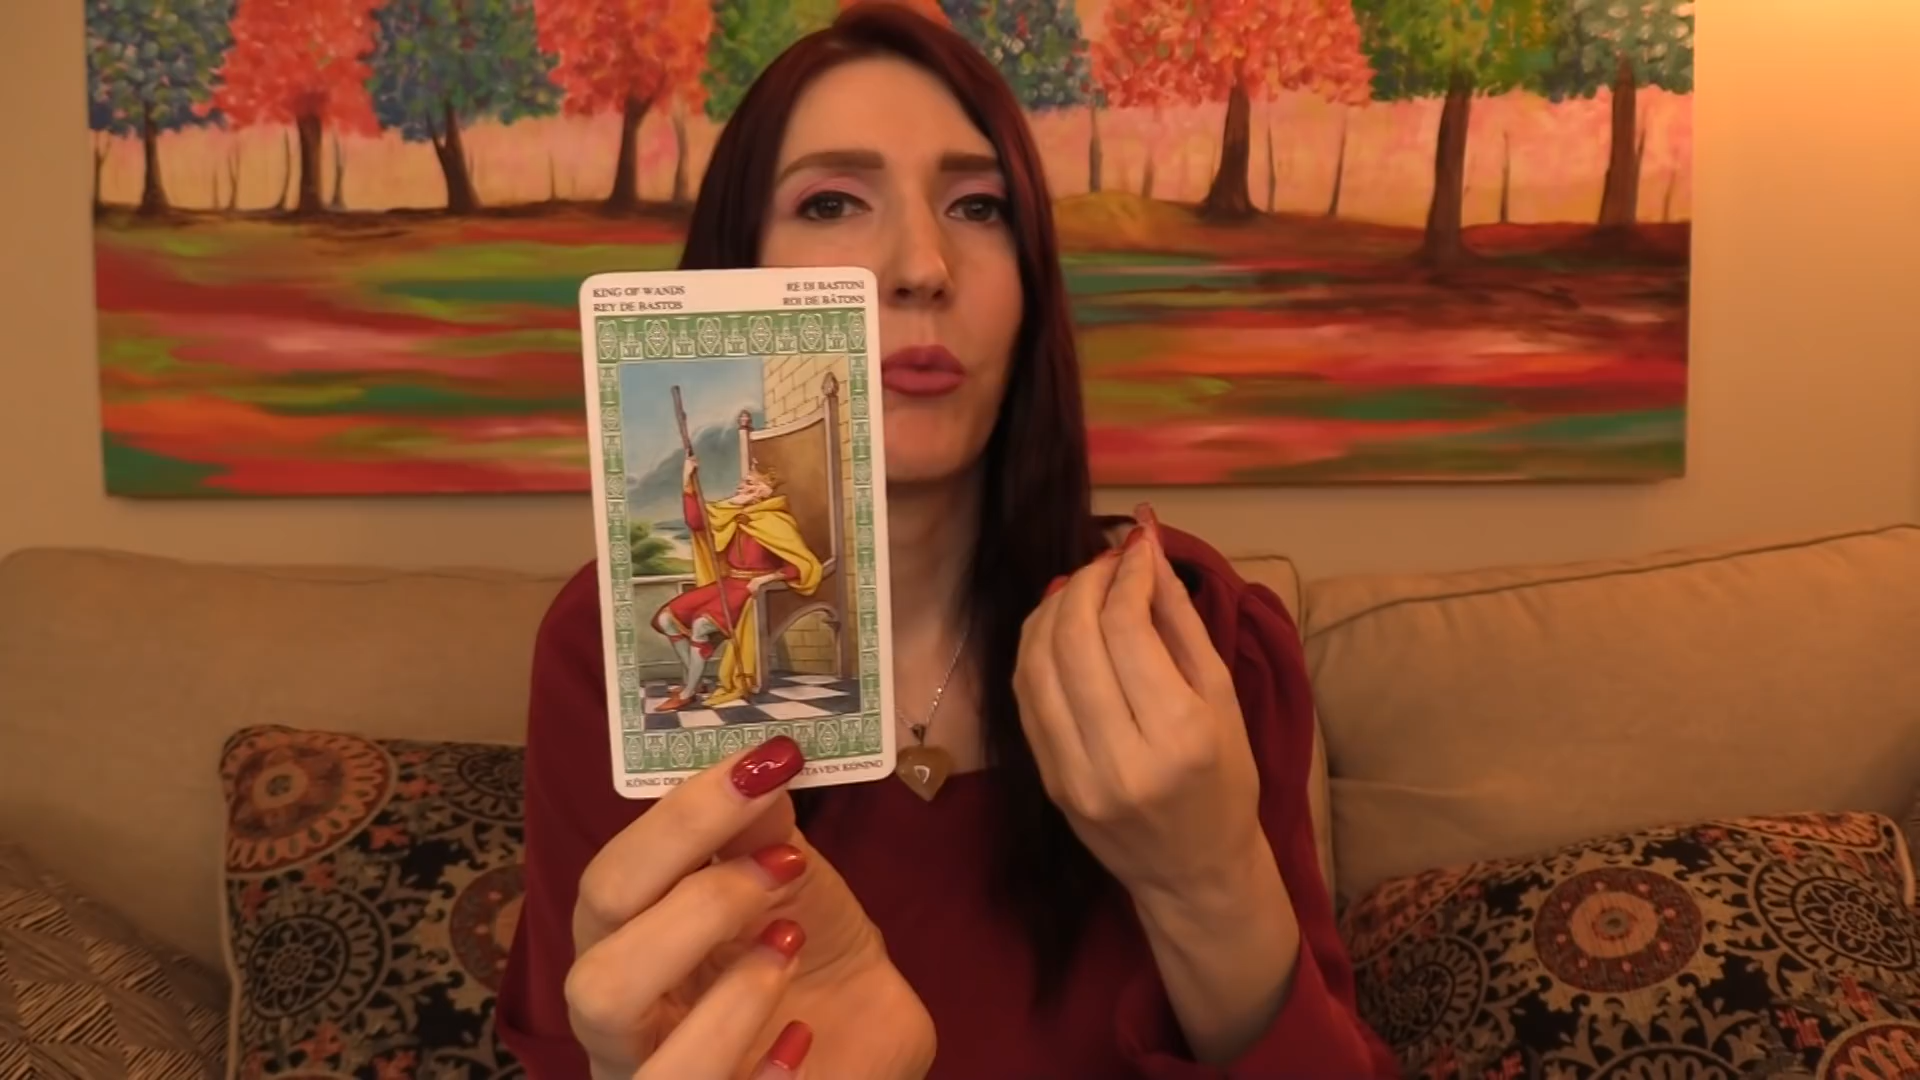 KING OF WANDS
REY DE BASTOS
RE DI BASTONI
ROI DE BÂTONS
KÖNIG DER
STAVEN KONING